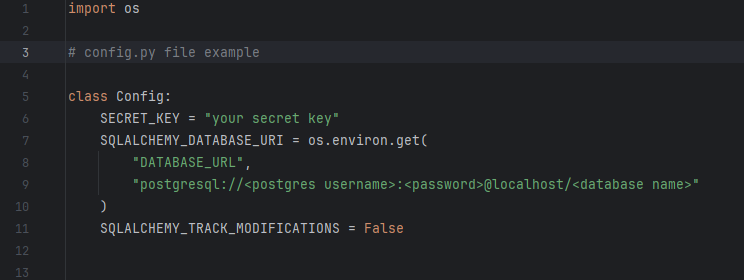 1 import os
2
3 # config.py file example
4
5 class Config:
6     SECRET_KEY = "your secret key"
7     SQLALCHEMY_DATABASE_URI = os.environ.get(
8         "DATABASE_URL",
9         "postgresql://<postgres username>:<password>@localhost/<database name>"
10     )
11     SQLALCHEMY_TRACK_MODIFICATIONS = False
12
13